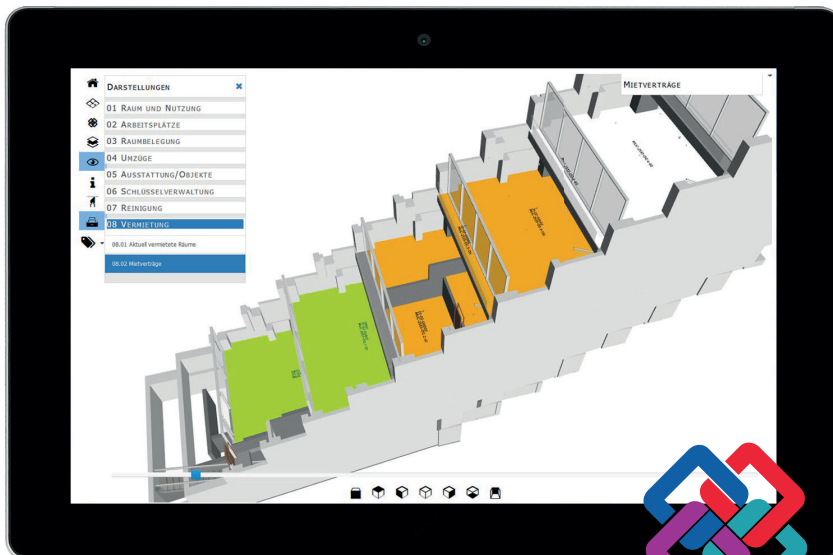 DARSTELLUNGEN
01 RAUM UND NUTZUNG
02 ARBEITSPLÄTZE
03 RAUMBELEGUNG
04 UMZÜGE
05 AUSSTATTUNG/OBJEKTE
06 SCHLÜSSELVERWALTUNG
07 REINIGUNG
08 VERMIETUNG
08.01 Aktuell vermietete Räume
08.02 Mietverträge
MIETVERTRÄGE